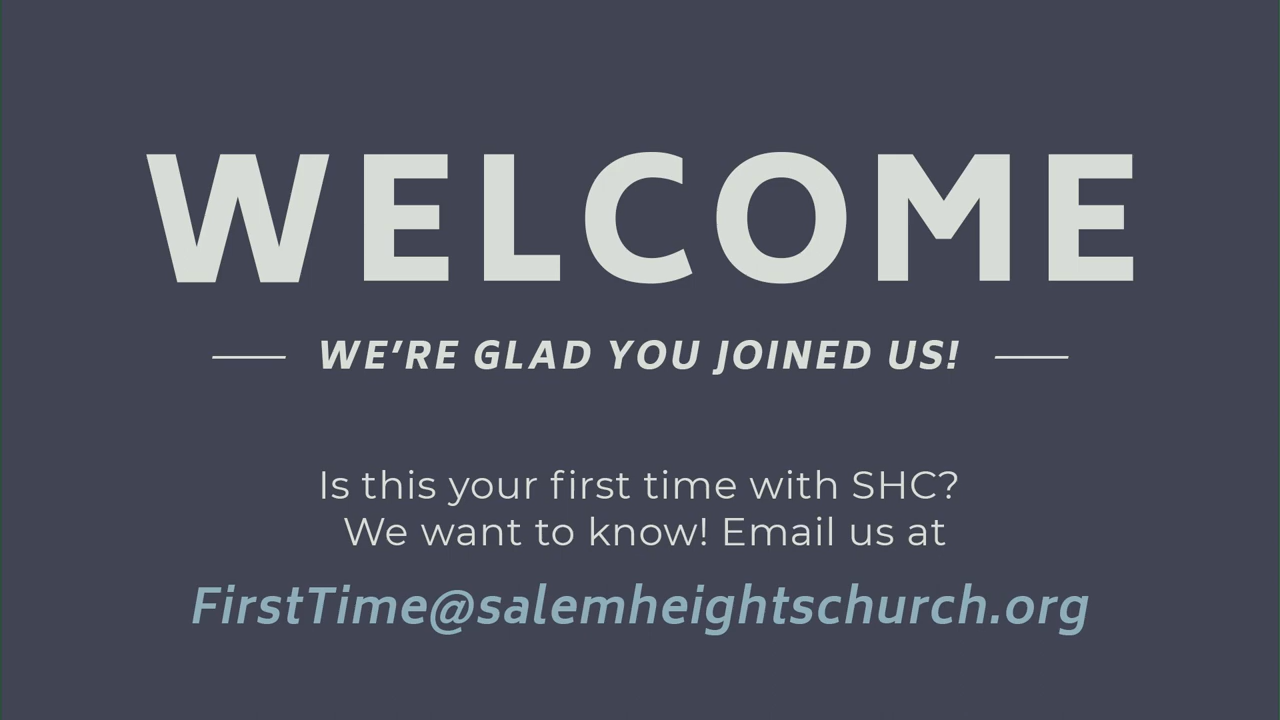 WELCOME
WE’RE GLAD YOU JOINED US!
Is this your first time with SHC?
We want to know! Email us at
FirstTime@salemheightschurch.org